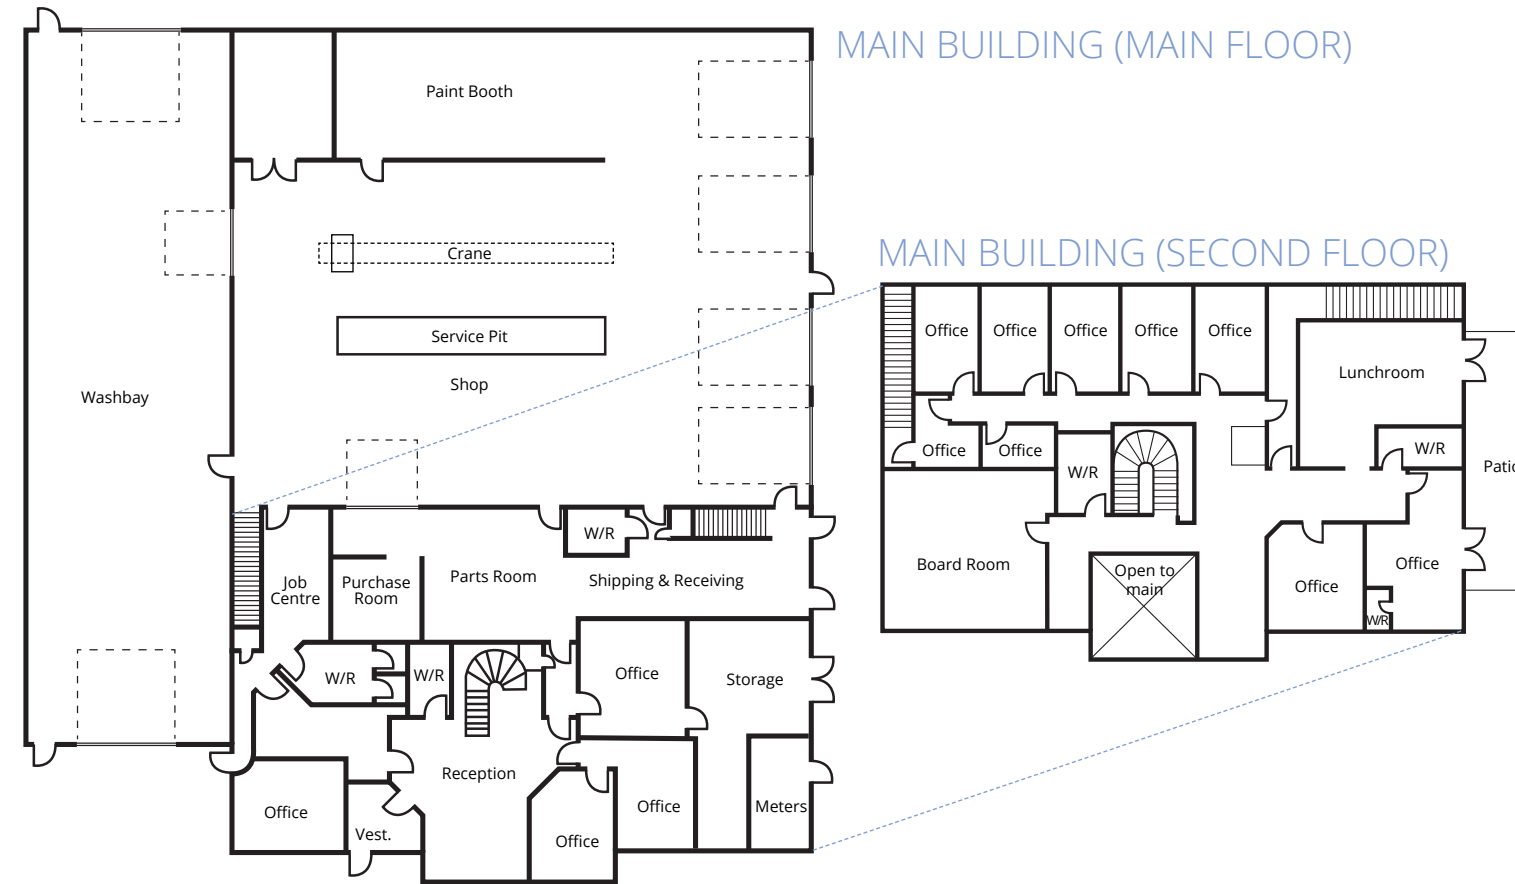 MAIN BUILDING (MAIN FLOOR)
Paint Booth
Crane
Service Pit
Shop
Washbay
W/R
Job
Centre
Purchase
Room
Parts Room
Shipping & Receiving
W/R
W/R
Office
Storage
Reception
Office
Vest.
Office
Office
Meters
MAIN BUILDING (SECOND FLOOR)
Office
Office
Office
Office
Office
Lunchroom
Office
Office
W/R
W/R
Board Room
Open to
main
Office
Office
W/R